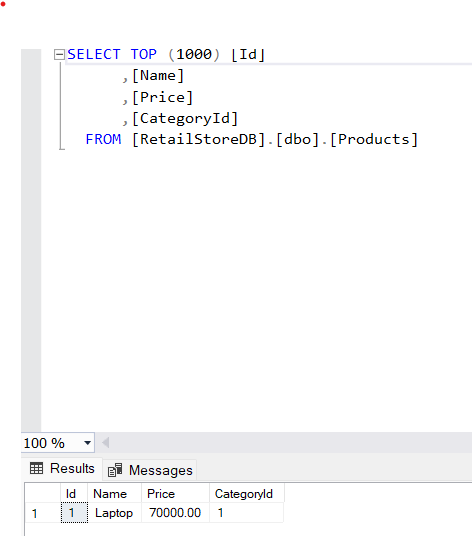 SELECT TOP (1000) [Id]
,[Name]
,[Price]
,[CategoryId]
FROM [RetailStoreDB].[dbo].[Products]
100 %
Results Messages
Id Name Price CategoryId
1 1 Laptop 70000.00 1